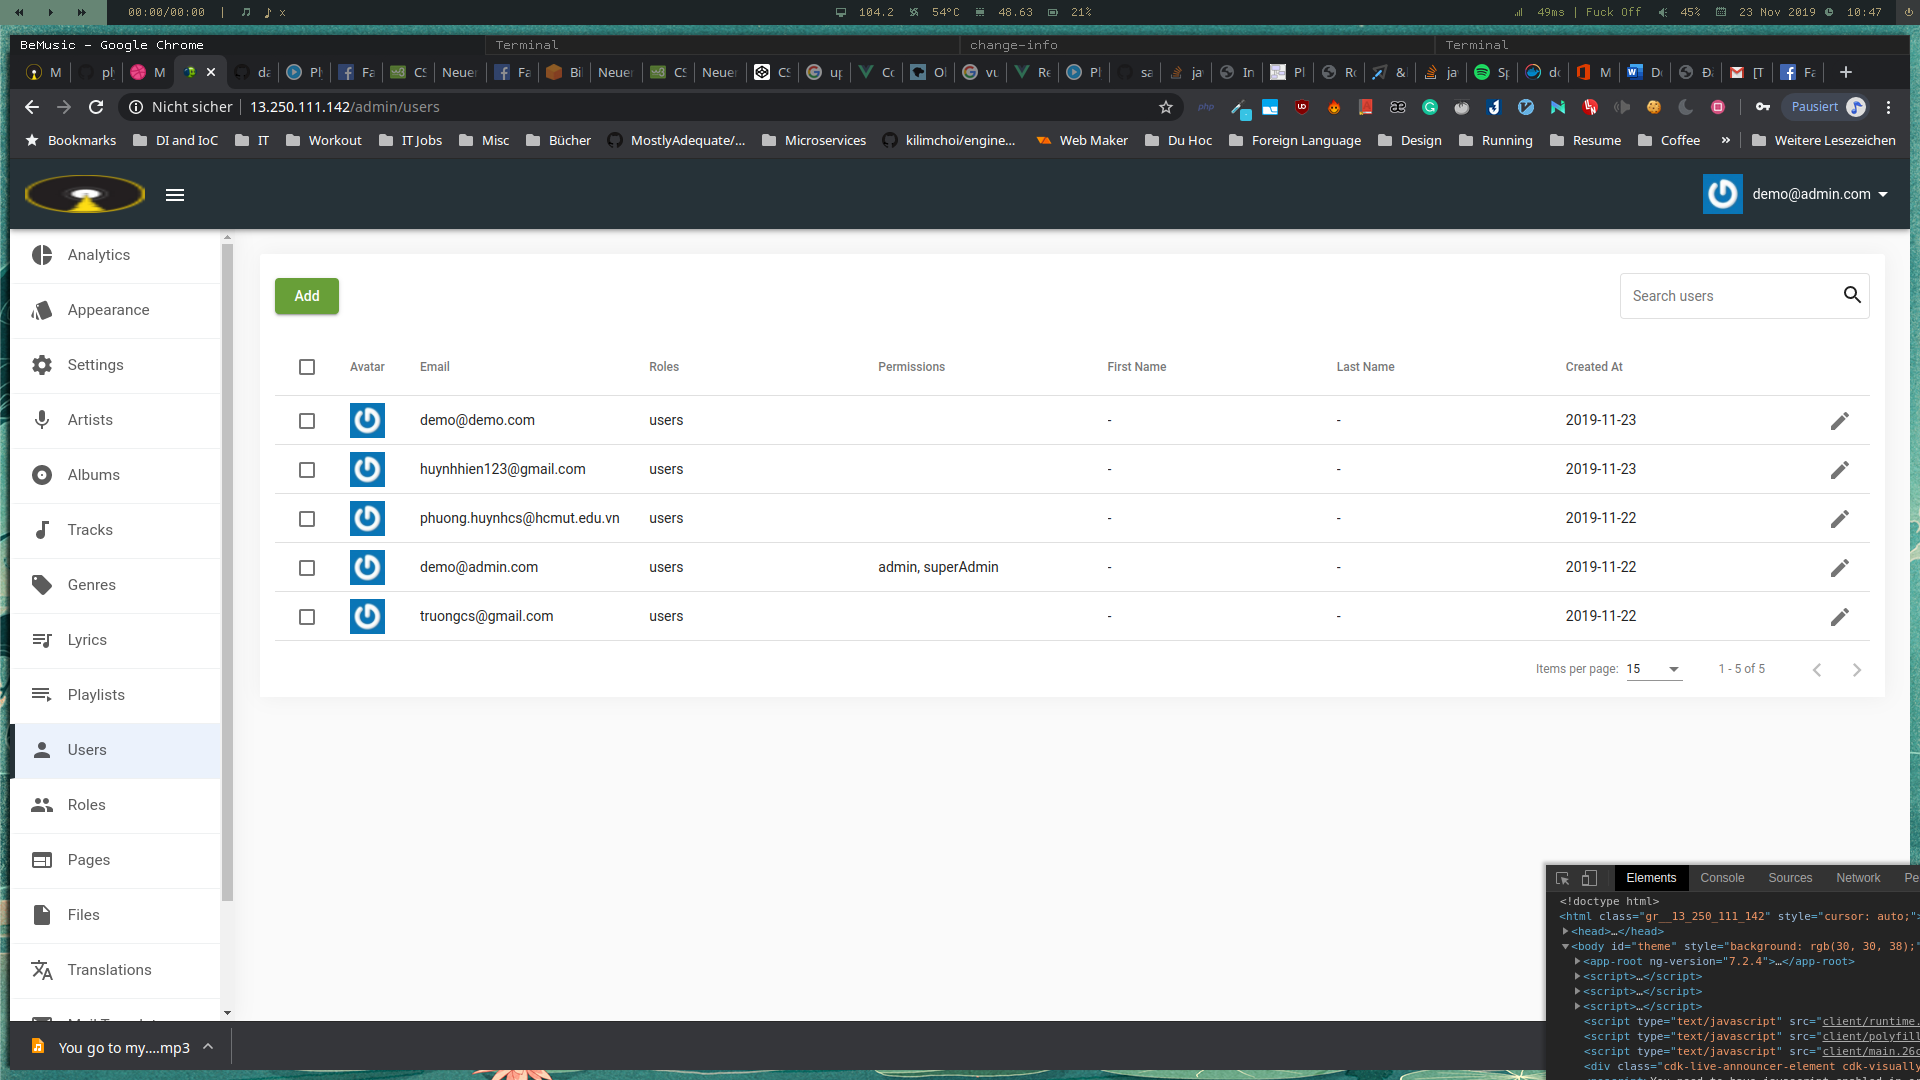 00:00/00:00 | x 104.2 54°C 48.63 21% 49ms | Fuck Off 45% 23 Nov 2019 10:47
BeMusic - Google Chrome Terminal change-info Terminal
M M da Fa CS Neuer Fa Bi Neuer CS Neuer CS up Cc Ol vu Re Pl sa ja In Pl Rc & ja Sp dc M Dc [T Fa
Nicht sicher | 13.250.111.142/admin/users php Pausiert
Bookmarks DI and IoC IT Workout IT Jobs Misc Bücher MostlyAdequate/... Microservices kilimchoi/engine... Web Maker Du Hoc Foreign Language Design Running Resume Coffee » Weitere Lesezeichen
demo@admin.com
Analytics
Appearance
Settings
Artists
Albums
Tracks
Genres
Lyrics
Playlists
Users
Roles
Pages
Files
Translations
Add Search users
Avatar Email Roles Permissions First Name Last Name Created At
demo@demo.com users - - 2019-11-23
huynhhien123@gmail.com users - - 2019-11-23
phuong.huynhcs@hcmut.edu.vn users - - 2019-11-22
demo@admin.com users admin, superAdmin - - 2019-11-22
truongcs@gmail.com users - - 2019-11-22
Items per page: 15 1 - 5 of 5
Elements Console Sources Network Pe
<!doctype html>
<html class="gr__13_250_111_142" style="cursor: auto;"
<head>…</head>
<body id="theme" style="background: rgb(30, 30, 38);"
<app-root ng-version="7.2.4">…</app-root>
<script>…</script>
<script>…</script>
<script>…</script>
<script type="text/javascript" src="client/runtime.
<script type="text/javascript" src="client/polyfill
<script type="text/javascript" src="client/main.26c
<div class="cdk-live-announcer-element cdk-visually
You go to my....mp3